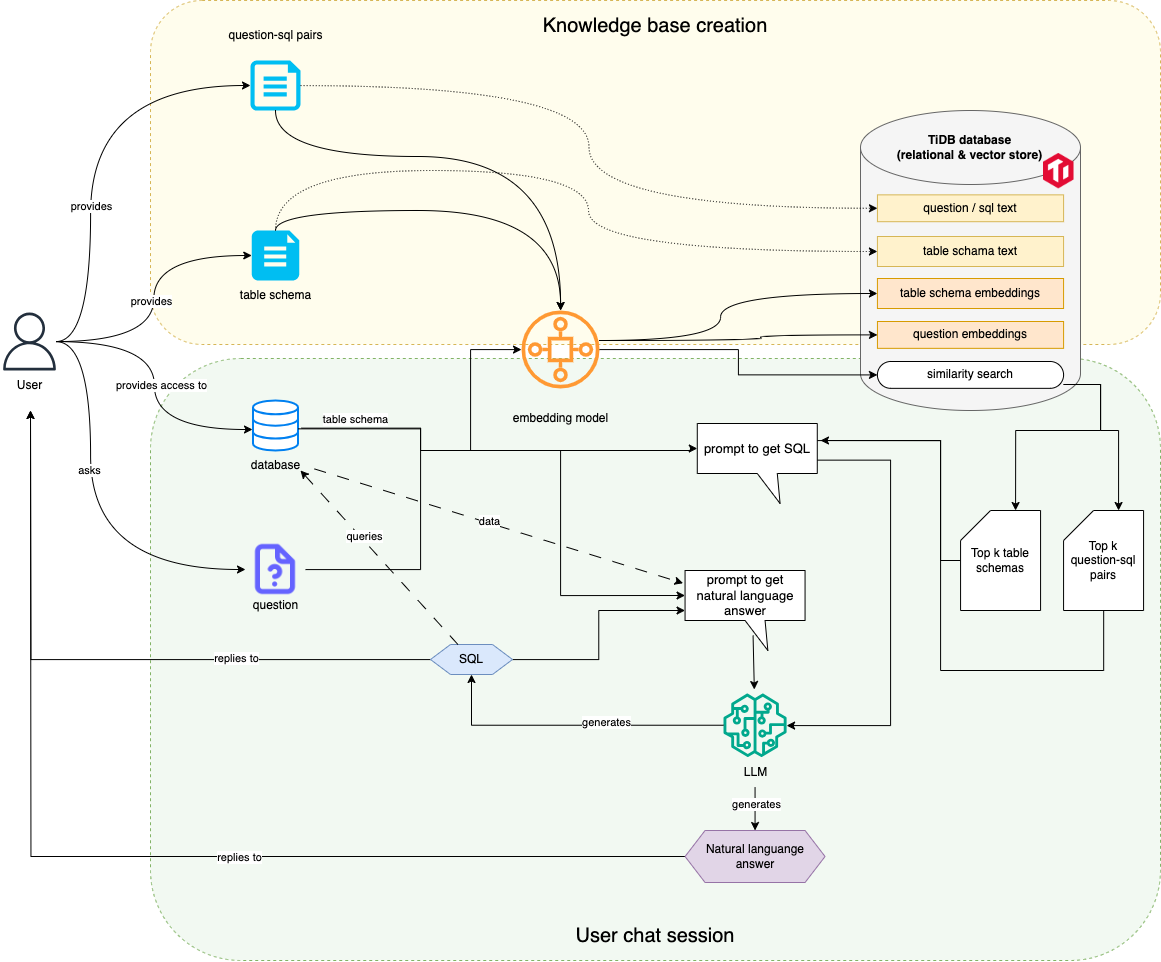 Knowledge base creation
question-sql pairs
TiDB database
(relational & vector store)
provides
question / sql text
table schama text
table schema
provides
table schema embeddings
question embeddings
User
provides access to
similarity search
embedding model
table schema
database
prompt to get SQL
asks
data
queries
Top k table
schemas
Top k
question-sql
pairs
question
prompt to get
natural language
answer
replies to
SQL
generates
LLM
generates
Natural languange
answer
replies to
User chat session